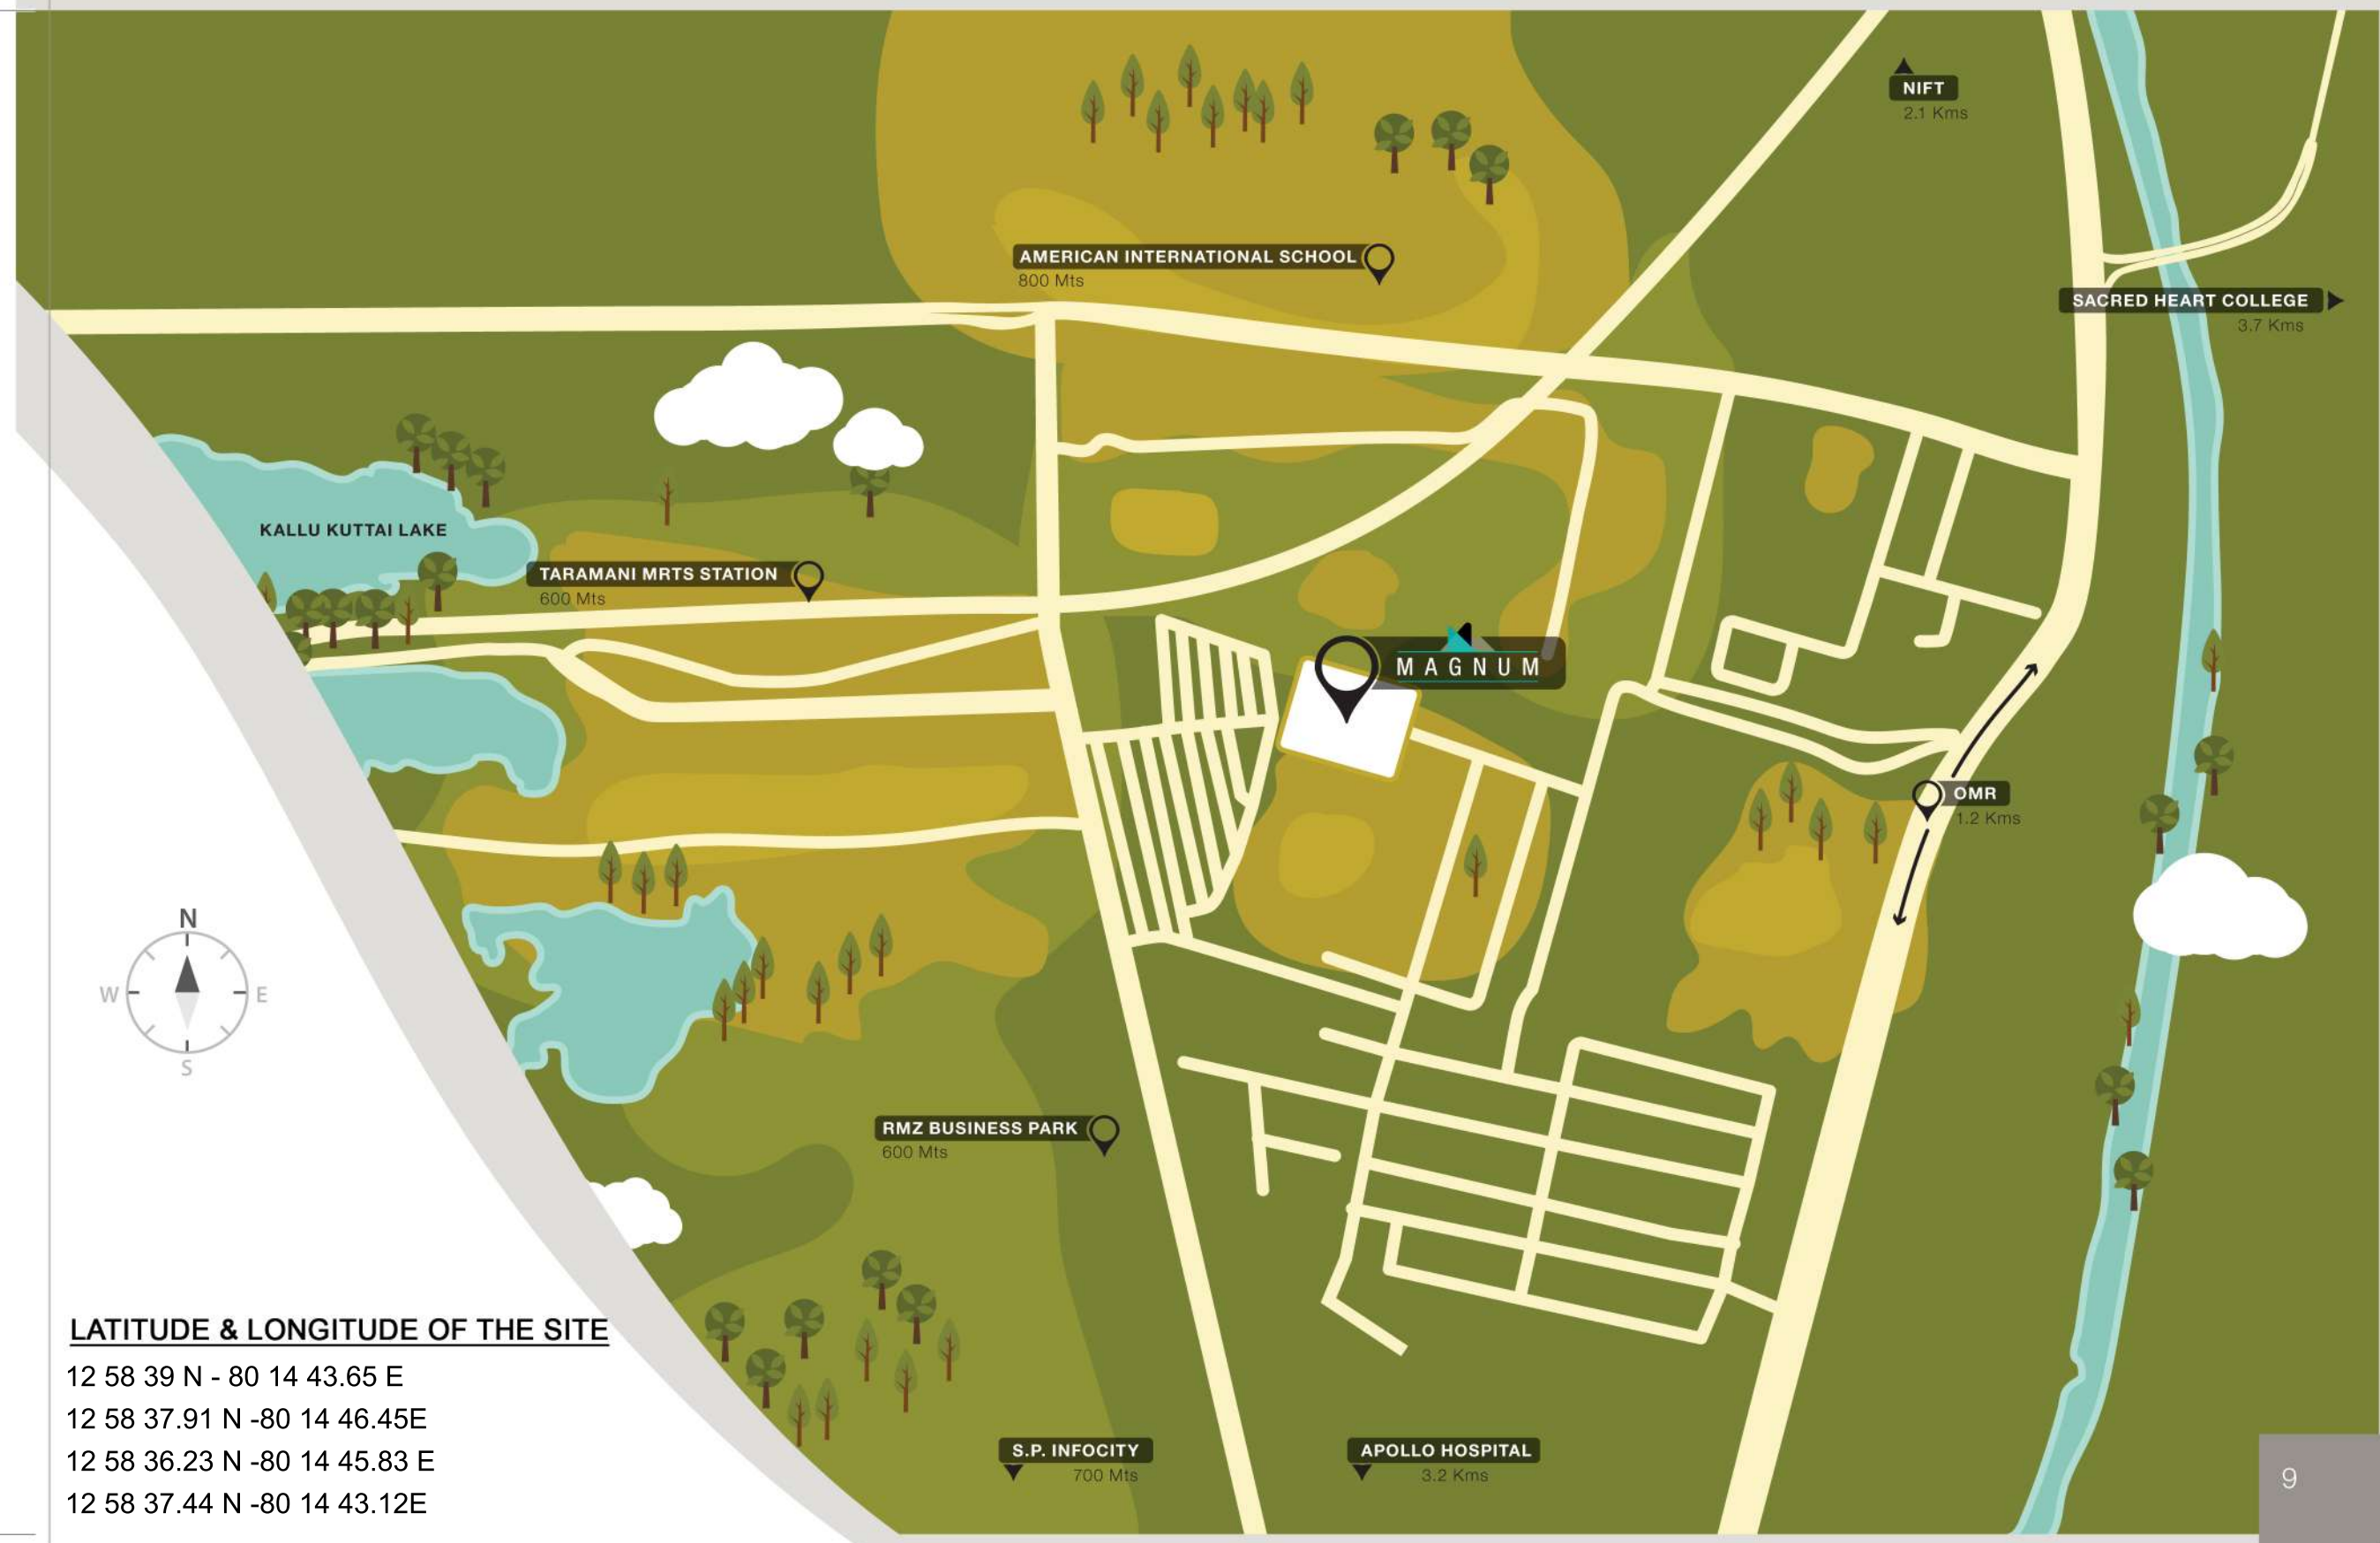 NIFT
2.1 Kms
AMERICAN INTERNATIONAL SCHOOL
800 Mts
SACRED HEART COLLEGE
3.7 Kms
KALLU KUTTAI LAKE
TARAMANI MRTS STATION
600 Mts
MAGNUM
OMR
1.2 Kms
N
W
E
S
RMZ BUSINESS PARK
600 Mts
LATITUDE & LONGITUDE OF THE SITE
12 58 39 N - 80 14 43.65 E
12 58 37.91 N -80 14 46.45E
12 58 36.23 N -80 14 45.83 E
12 58 37.44 N -80 14 43.12E
S.P. INFOCITY
700 Mts
APOLLO HOSPITAL
3.2 Kms
9